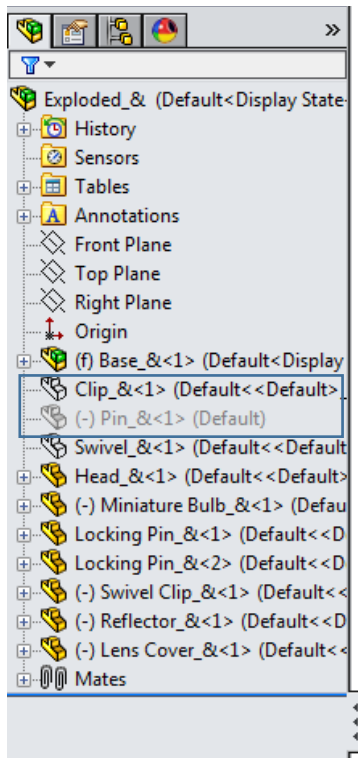 »
Exploded_& (Default<Display State-
History
Sensors
Tables
Annotations
Front Plane
Top Plane
Right Plane
Origin
(f) Base_&<1> (Default<Display
Clip_&<1> (Default<<Default>_
(-) Pin_&<1> (Default)
Swivel_&<1> (Default<<Default
Head_&<1> (Default<<Default>
(-) Miniature Bulb_&<1> (Defau
Locking Pin_&<1> (Default<<D
Locking Pin_&<2> (Default<<D
(-) Swivel Clip_&<1> (Default<<
(-) Reflector_&<1> (Default<<D
(-) Lens Cover_&<1> (Default<<
Mates